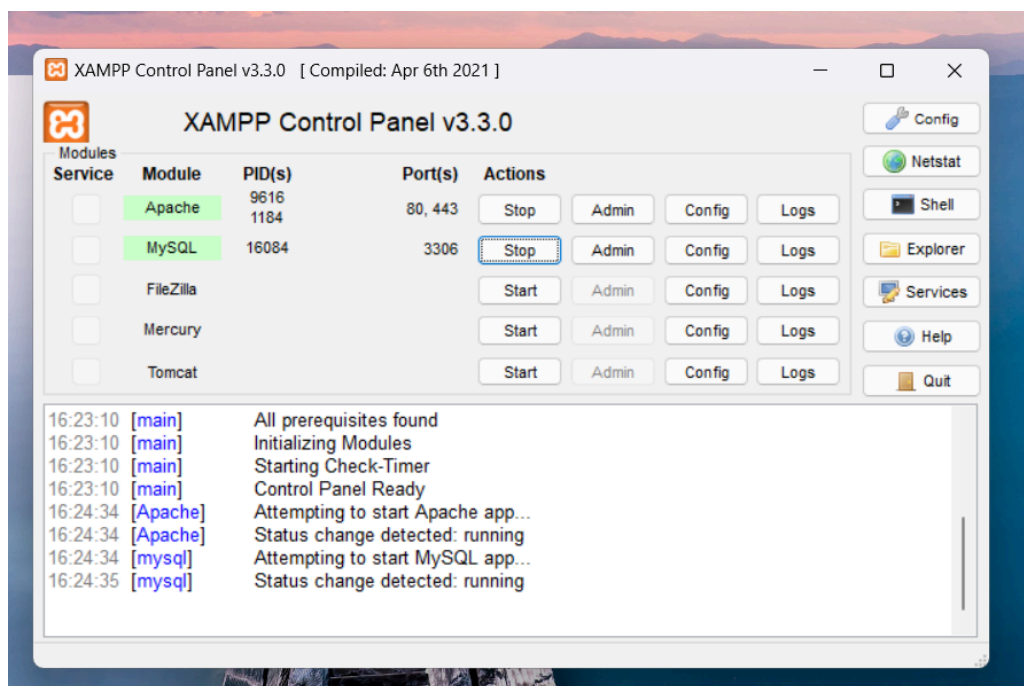 XAMPP Control Panel v3.3.0 [ Compiled: Apr 6th 2021 ]
XAMPP Control Panel v3.3.0
Config
Modules
Netstat
Service Module PID(s) Port(s) Actions
Apache 9616 1184 80, 443 Stop Admin Config Logs
Shell
MySQL 16084 3306 Stop Admin Config Logs
Explorer
FileZilla Start Admin Config Logs
Services
Mercury Start Admin Config Logs
Help
Tomcat Start Admin Config Logs
Quit
16:23:10 [main] All prerequisites found
16:23:10 [main] Initializing Modules
16:23:10 [main] Starting Check-Timer
16:23:10 [main] Control Panel Ready
16:24:34 [Apache] Attempting to start Apache app...
16:24:34 [Apache] Status change detected: running
16:24:34 [mysql] Attempting to start MySQL app...
16:24:35 [mysql] Status change detected: running